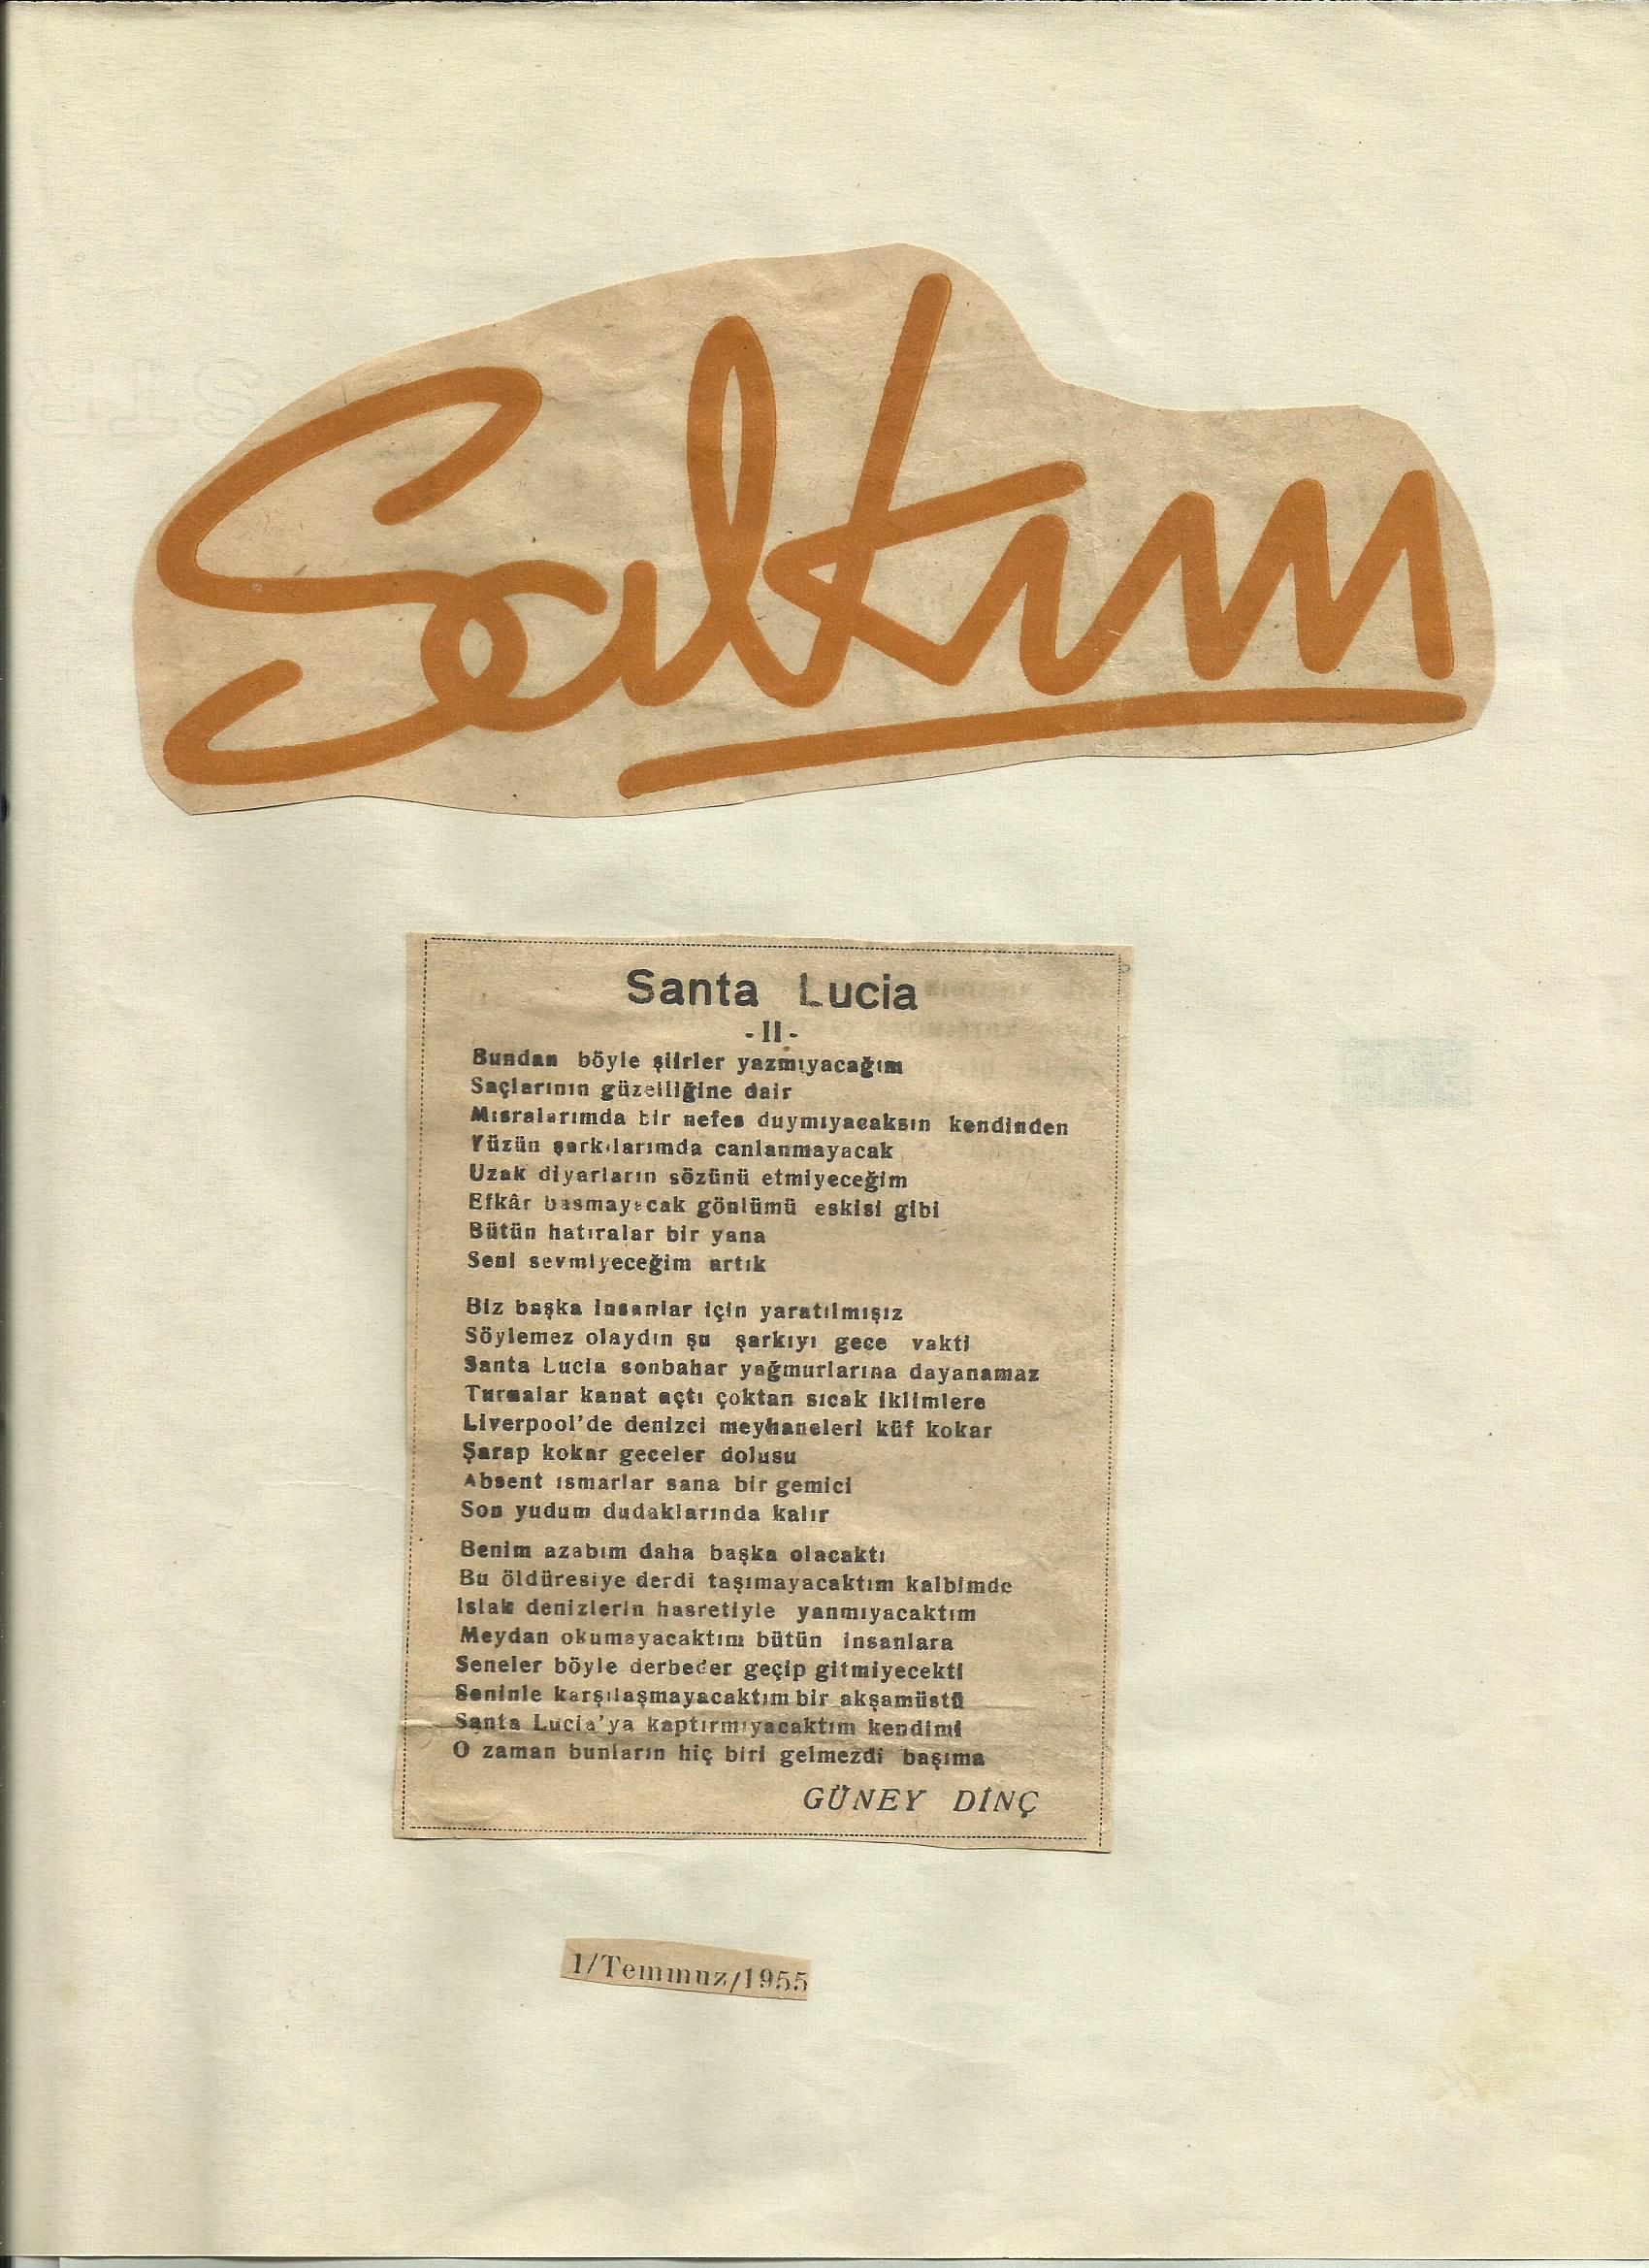 Salkım
Santa Lucia
-II-
Bundan böyle şiirler yazmıyacağım
Saçlarının güzelliğine dair
Mısralarımda bir nefes duymıyacaksın kendinden
Yüzün şarkılarımda canlanmayacak
Uzak diyarların sözünü etmiyeceğim
Efkâr basmayacak gönlümü eskisi gibi
Bütün hatıralar bir yana
Seni sevmiyeceğim artık
Biz başka insanlar için yaratılmışız
Söylemez olaydın şu şarkıyı gece vakti
Santa Lucia sonbahar yağmurlarına dayanamaz
Turnalar kanat açtı çoktan sıcak iklimlere
Liverpool'de denizci meyhaneleri küf kokar
Şarap kokar geceler dolusu
Absent ısmarlar sana bir gemici
Son yudum dudaklarında kalır
Benim azabım daha başka olacaktı
Bu öldüresiye derdi taşımayacaktım kalbimde
Islak denizlerin hasretiyle yanmıyacaktım
Meydan okumayacaktım bütün insanlara
Seneler böyle derbeder geçip gitmiyecekti
Seninle karşılaşmayacaktım bir akşamüstü
Santa Lucia'ya kaptırmıyacaktım kendimi
O zaman bunların hiç biri gelmezdi başıma
GÜNEY DİNÇ
1/Temmuz/1955